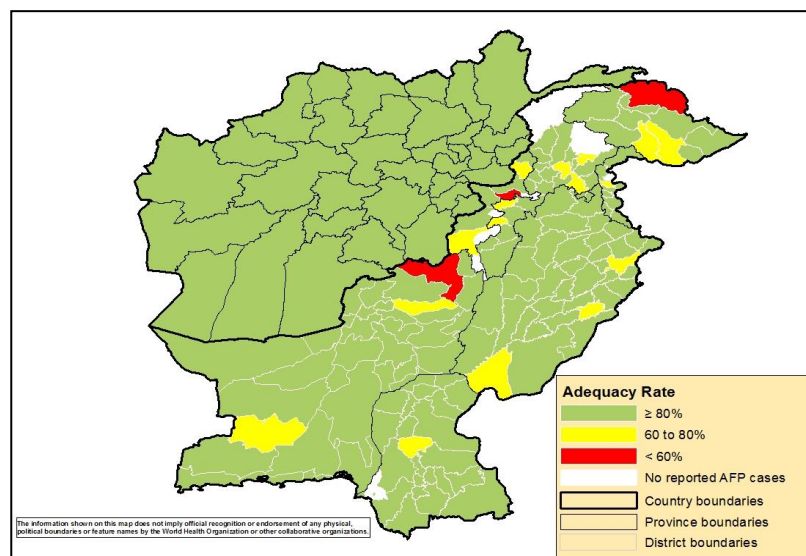 Adequacy Rate
≥ 80%
60 to 80%
< 60%
No reported AFP cases
Country boundaries
Province boundaries
District boundaries
The information shown on this map does not imply official recognition or endorsement of any physical,
political boundaries or feature names by the World Health Organization or other collaborative organizations.